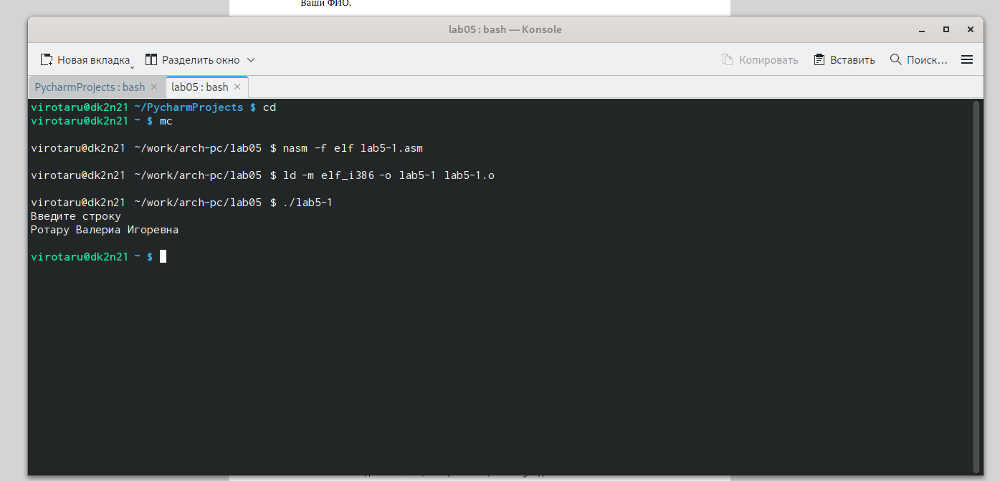 Ваши ФИО.
lab05 : bash — Konsole
Новая вкладка Разделить окно Копировать Вставить Поиск...
PycharmProjects : bash lab05 : bash
virotaru@dk2n21 ~/PycharmProjects $ cd
virotaru@dk2n21 ~ $ mc
virotaru@dk2n21 ~/work/arch-pc/lab05 $ nasm -f elf lab5-1.asm
virotaru@dk2n21 ~/work/arch-pc/lab05 $ ld -m elf_i386 -o lab5-1 lab5-1.o
virotaru@dk2n21 ~/work/arch-pc/lab05 $ ./lab5-1
Введите строку
Ротару Валериа Игоревна
virotaru@dk2n21 ~ $